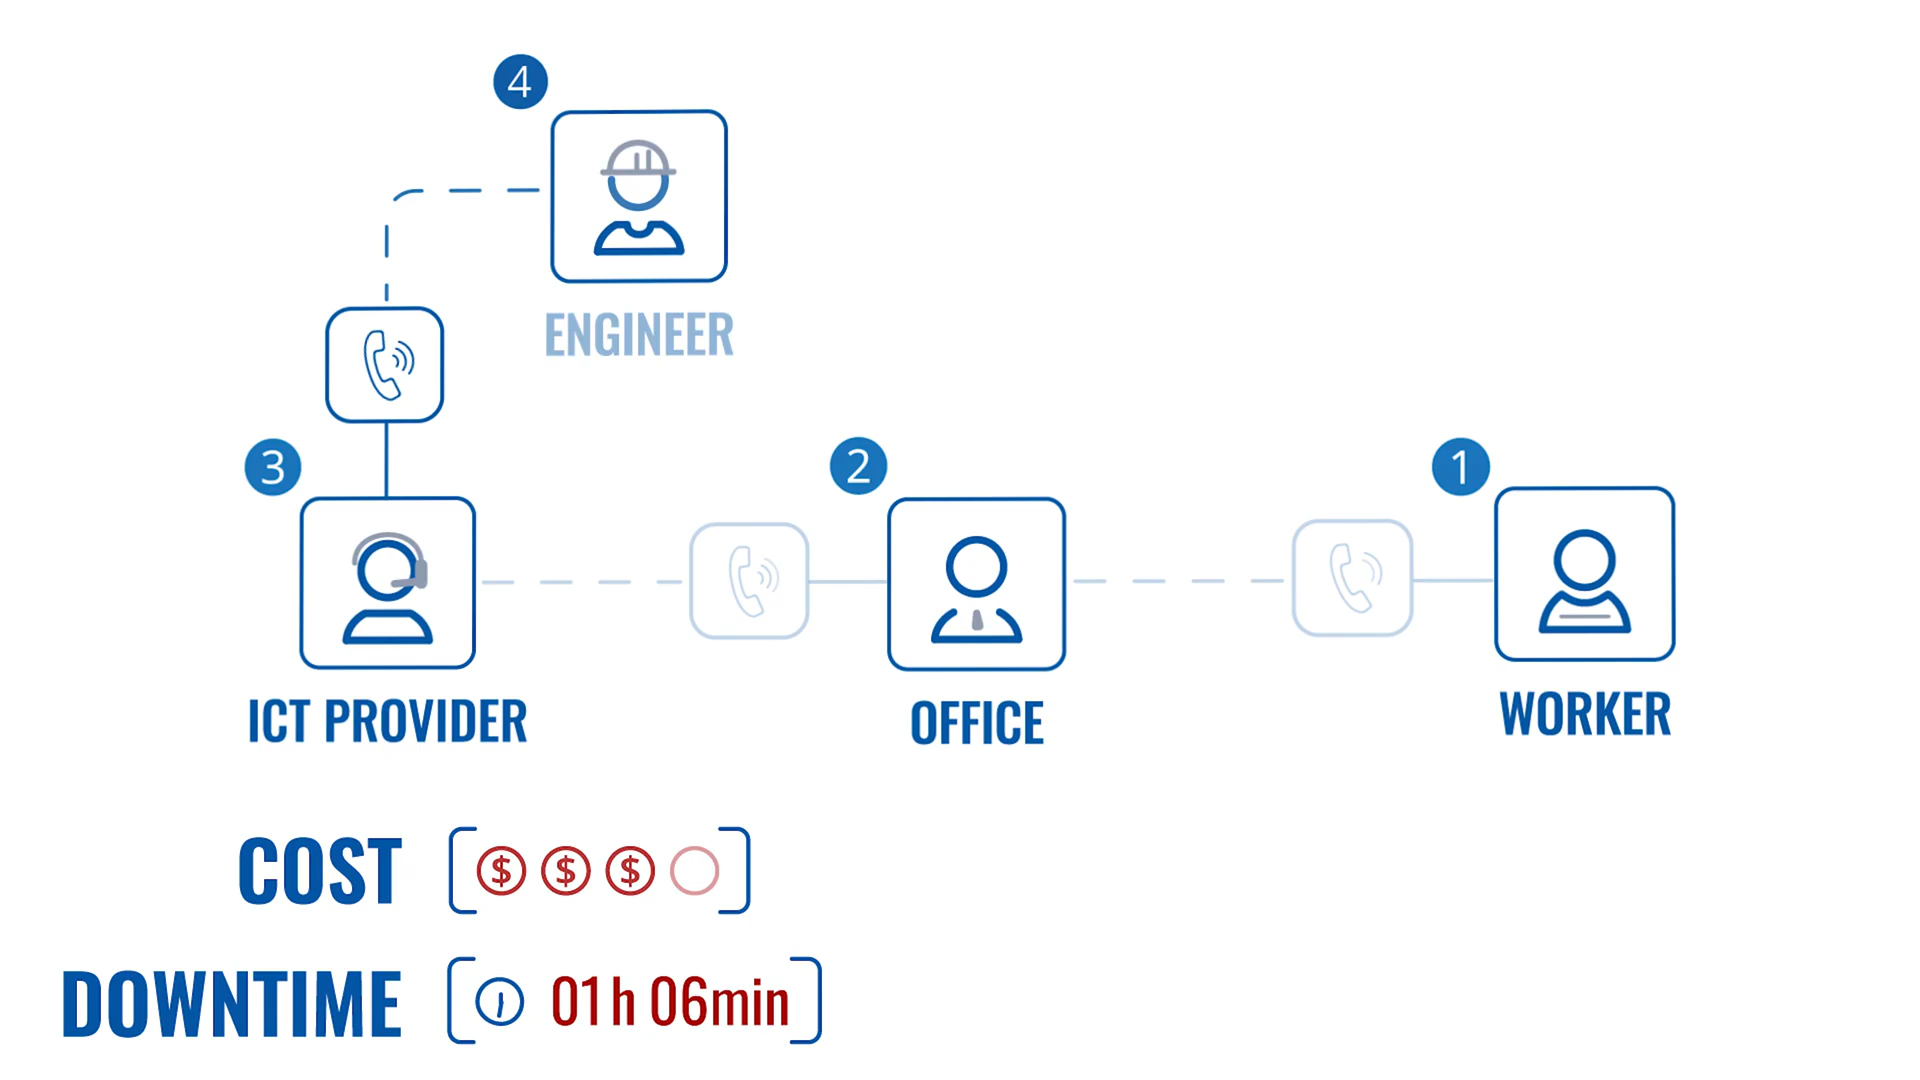 4
ENGINEER
3
2
1
ICT PROVIDER
OFFICE
WORKER
COST [$ $ $ ]
DOWNTIME [01h 06min]